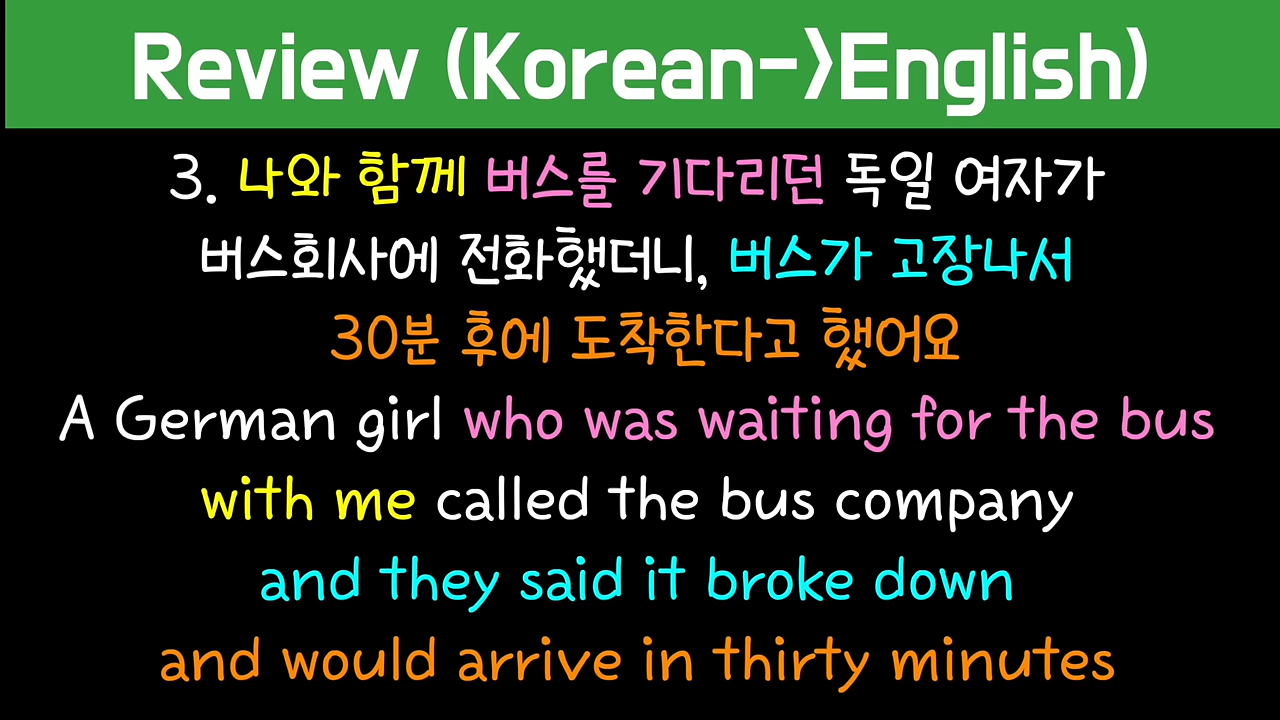 Review (Korean->English)
3. 나와 함께 버스를 기다리던 독일 여자가
버스회사에 전화했더니, 버스가 고장나서
30분 후에 도착한다고 했어요
A German girl who was waiting for the bus
with me called the bus company
and they said it broke down
and would arrive in thirty minutes